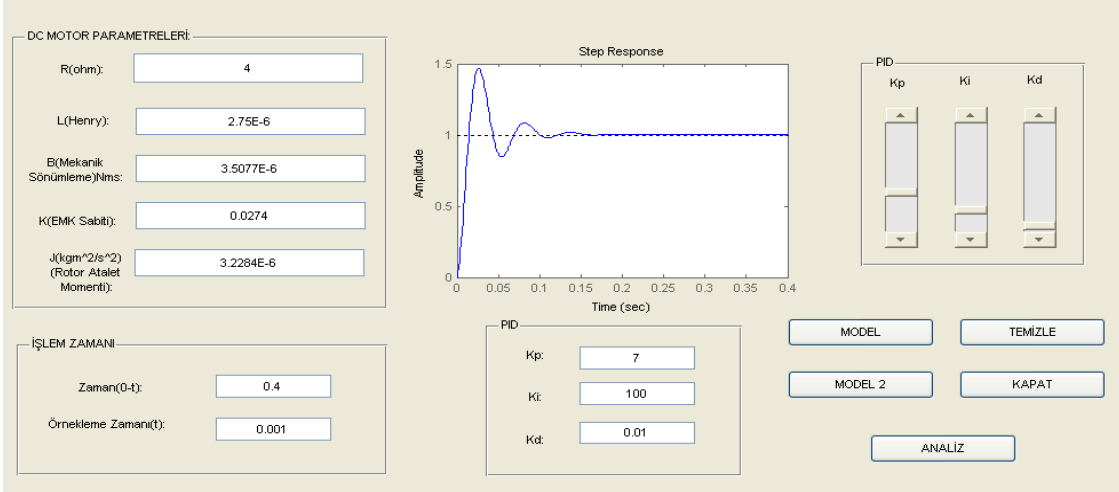 DC MOTOR PARAMETRELERİ:
R(ohm):
4
L(Henry):
2.75E-6
B(Mekanik
Sönümleme)Nms:
3.5077E-6
K(EMK Sabiti):
0.0274
J(kgm^2/s^2)
(Rotor Atalet
Momenti):
3.2284E-6
İŞLEM ZAMANI
Zaman(0-t):
0.4
Örnekleme Zamanı(t):
0.001
Step Response
Amplitude
1.5
1
0.5
0
0 0.05 0.1 0.15 0.2 0.25 0.3 0.35 0.4
Time (sec)
PID
Kp:
7
Ki:
100
Kd:
0.01
PID
Kp Ki Kd
MODEL
TEMİZLE
MODEL 2
KAPAT
ANALİZ